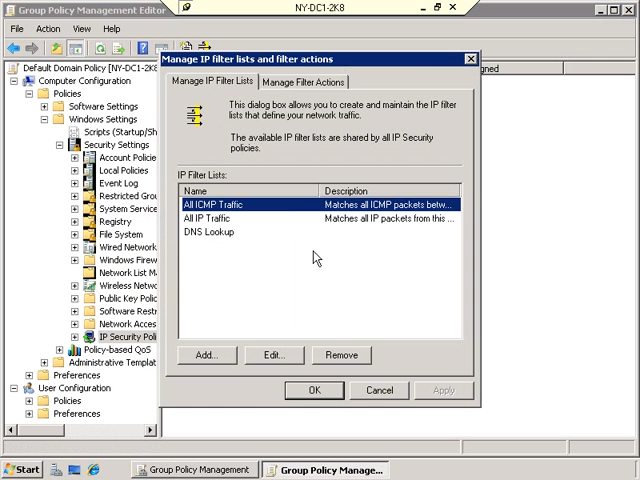 Group Policy Management Editor
NY-DC1-2K8
File Action View Help
Default Domain Policy [NY-DC1-2K8
Computer Configuration
Policies
Software Settings
Windows Settings
Scripts (Startup/Sh
Security Settings
Account Policie
Local Policies
Event Log
Restricted Grou
System Service
Registry
File System
Wired Network
Windows Firew
Network List M
Wireless Netwo
Public Key Polic
Software Restri
Network Access
IP Security Poli
Policy-based QoS
Administrative Templat
Preferences
User Configuration
Policies
Preferences
gned
Manage IP filter lists and filter actions
Manage IP Filter Lists Manage Filter Actions
This dialog box allows you to create and maintain the IP filter
lists that define your network traffic.
The available IP filter lists are shared by all IP Security
policies.
IP Filter Lists:
Name Description
All ICMP Traffic Matches all ICMP packets betw...
All IP Traffic Matches all IP packets from this ...
DNS Lookup
Add... Edit... Remove
OK Cancel Apply
Start Group Policy Management Group Policy Manage...